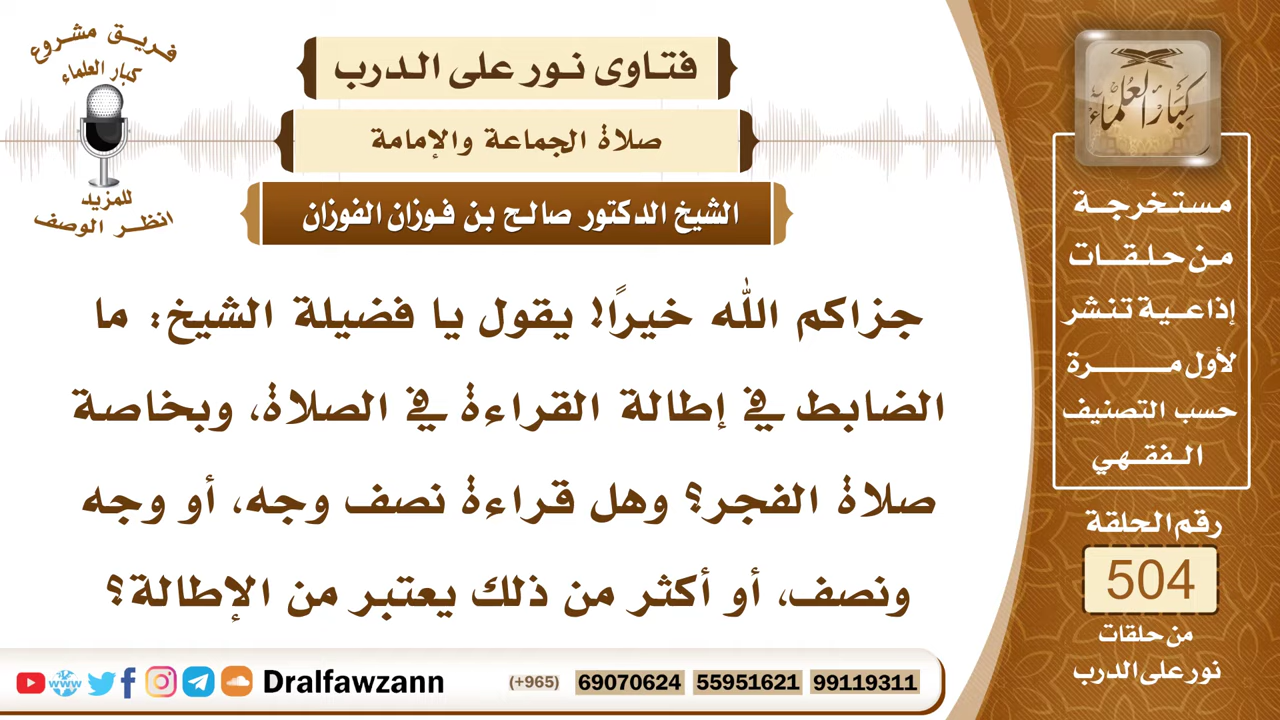 فريق مشروع
كبار العلماء
للمزيد
انظر الوصف
فتاوى نور على الدرب
صلاة الجماعة والإمامة
الشيخ الدكتور صالح بن فوزان الفوزان
جزاكم الله خيرًا! يقول يا فضيلة الشيخ: ما
الضابط في إطالة القراءة في الصلاة، وبخاصة
صلاة الفجر؟ وهل قراءة نصف وجه، أو وجه
ونصف، أو أكثر من ذلك يعتبر من الإطالة؟
كبار العلماء
مستخرجة
من حلقات
إذاعية تنشر
لأول مرة
حسب التصنيف
الفقهي
رقم الحلقة
504
من حلقات
نور على الدرب
www Dralfawzann (+965) 69070624 55951621 99119311